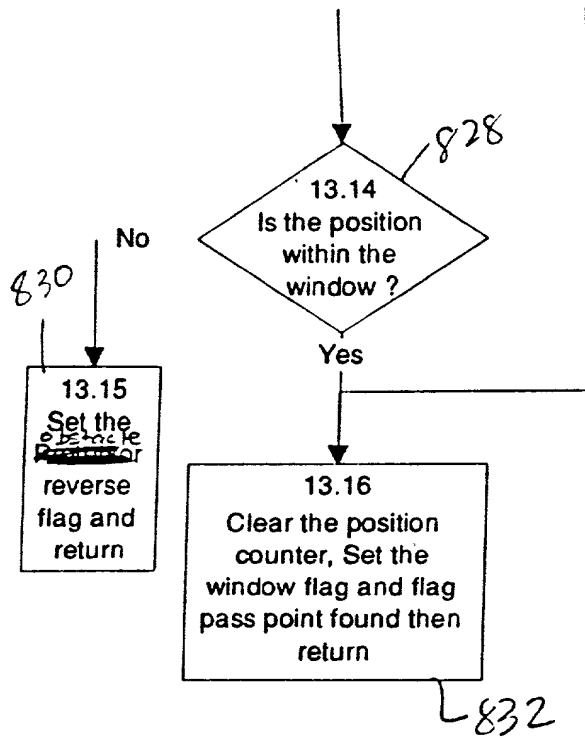 828
13.14
Is the position
within the
window ?
No
830
Yes
13.15
Set the
obstacle
reverse
flag and
return
13.16
Clear the position
counter, Set the
window flag and flag
pass point found then
return
832